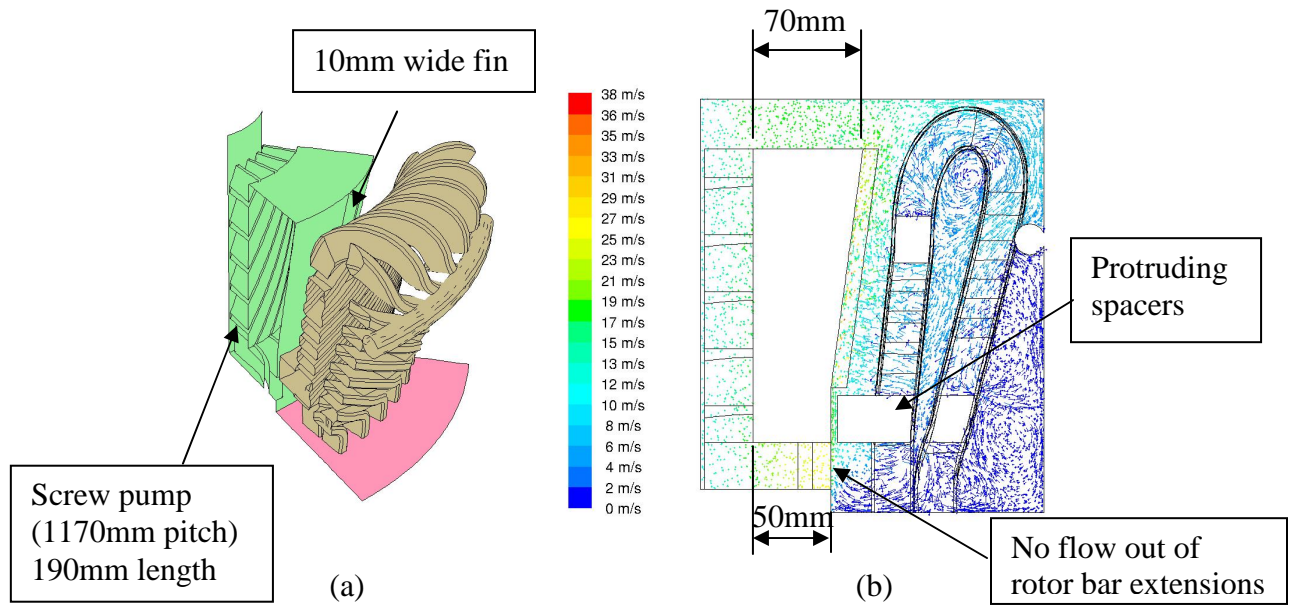 10mm wide fin
Screw pump
(1170mm pitch)
190mm length
(a)
38 m/s
36 m/s
35 m/s
33 m/s
31 m/s
29 m/s
27 m/s
25 m/s
23 m/s
21 m/s
19 m/s
17 m/s
15 m/s
13 m/s
12 m/s
10 m/s
8 m/s
6 m/s
4 m/s
2 m/s
0 m/s
70mm
Protruding
spacers
50mm
No flow out of
rotor bar extensions
(b)